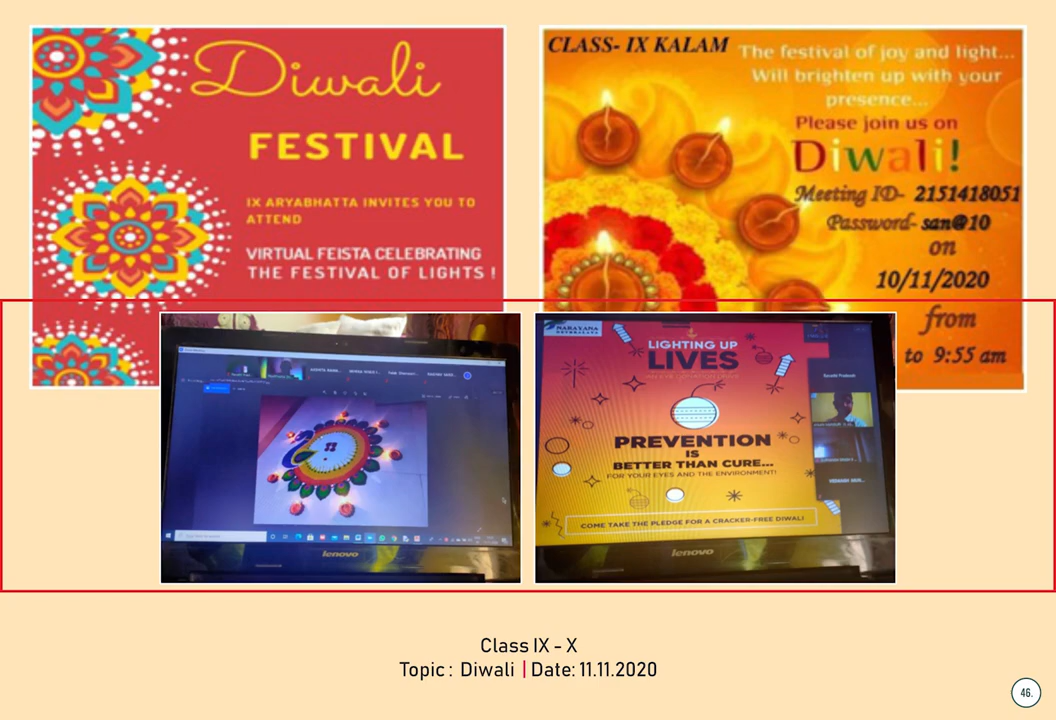 Diwali
FESTIVAL
IX ARYABHATTA INVITES YOU TO
ATTEND
VIRTUAL FEISTA CELEBRATING
THE FESTIVAL OF LIGHTS !
CLASS- IX KALAM
The festival of joy and light...
Will brighten up with your
presence...
Please join us on
Diwali!
Meeting ID- 2151418051
Password- san@10
on
10/11/2020
from
to 9:55 am
lenovo
NARAYANA
NETHRALAYA
LIGHTING UP
LIVES
PREVENTION
IS
BETTER THAN CURE...
FOR YOUR EYES AND THE ENVIRONMENT!
COME TAKE THE PLEDGE FOR A CRACKER-FREE DIWALI
lenovo
Class IX - X
Topic : Diwali | Date: 11.11.2020
46.